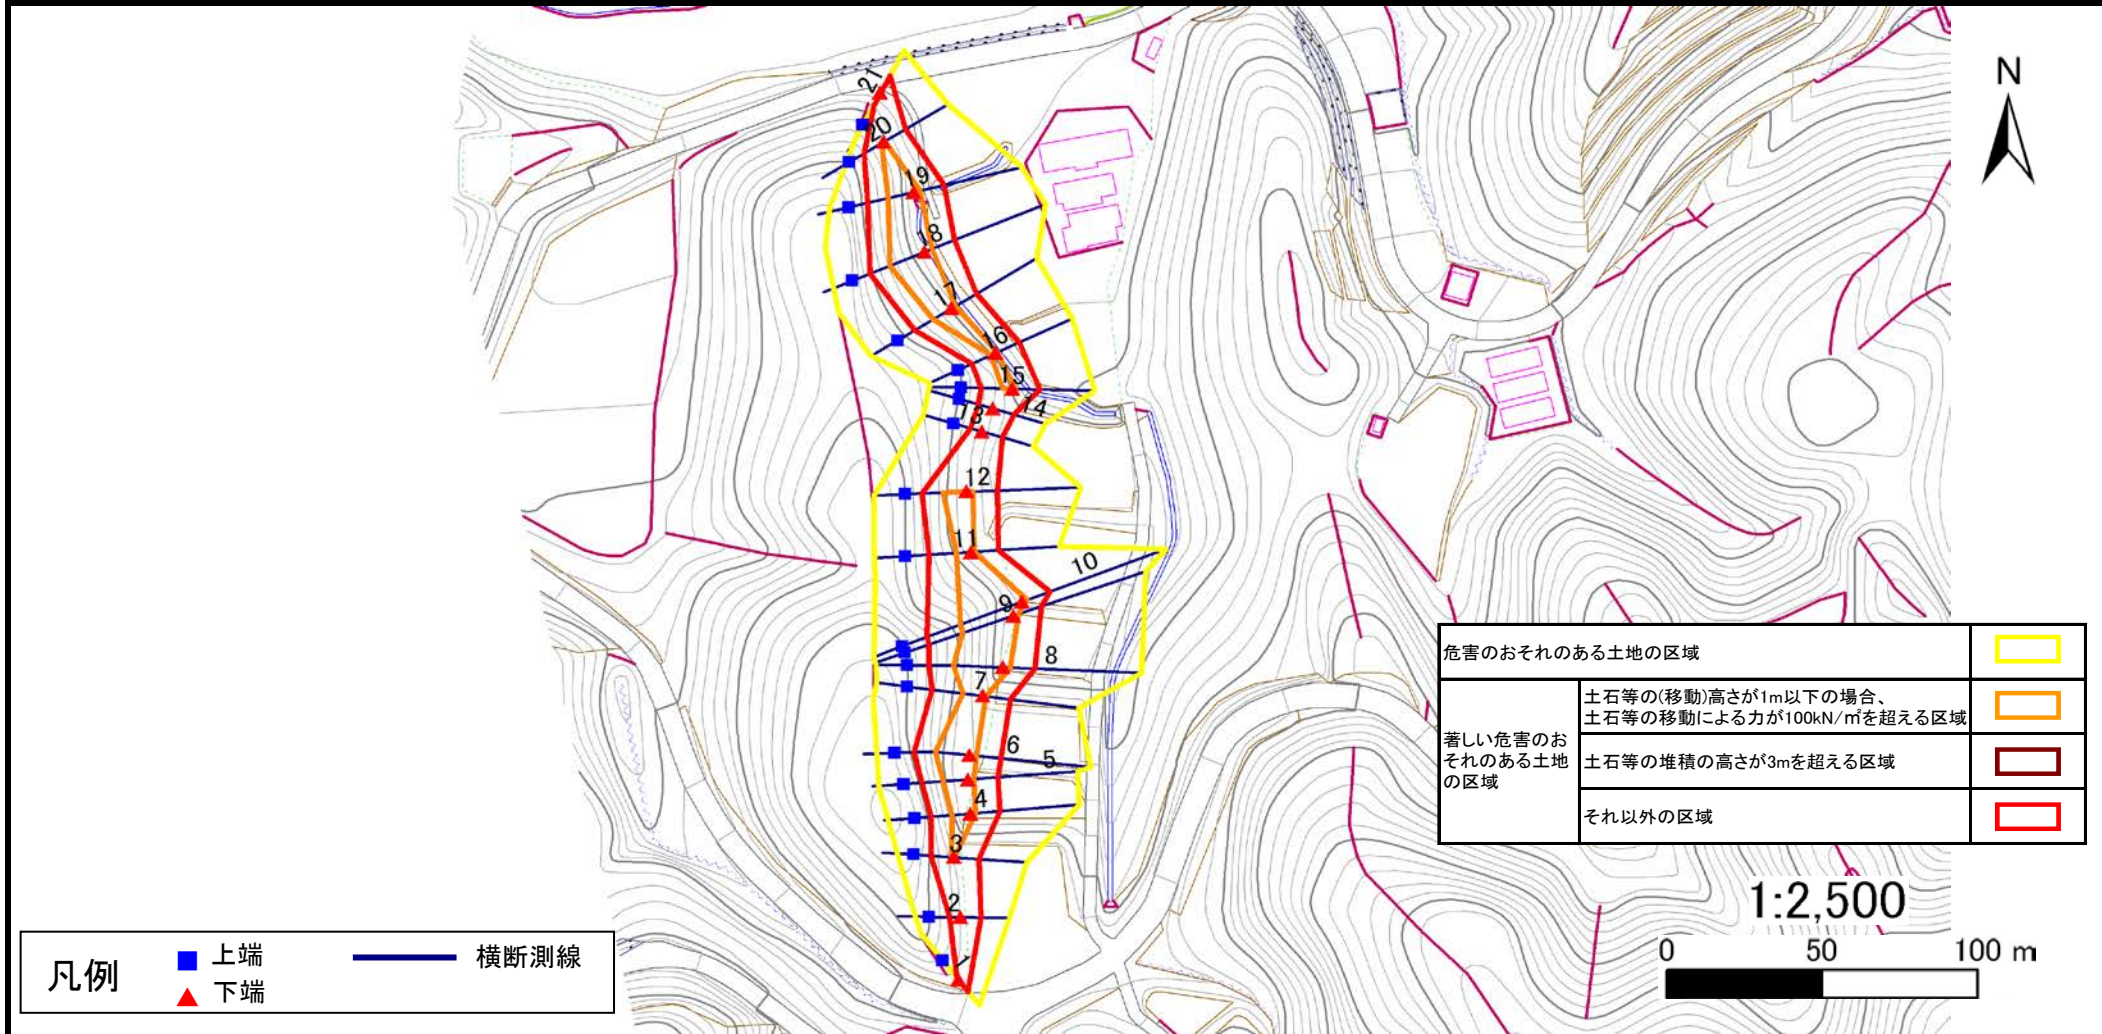 N
21
20
19
18
17
16
15
14
13
12
11
10
9
8
7
6
5
4
3
2
1
危害のおそれのある土地の区域
著しい危害のお
それのある土地
の区域
土石等の(移動)高さが1m以下の場合、
土石等の移動による力が100kN/㎡を超える区域
土石等の堆積の高さが3mを超える区域
それ以外の区域
1:2,500
0 50 100 m
凡例
上端
下端
横断測線